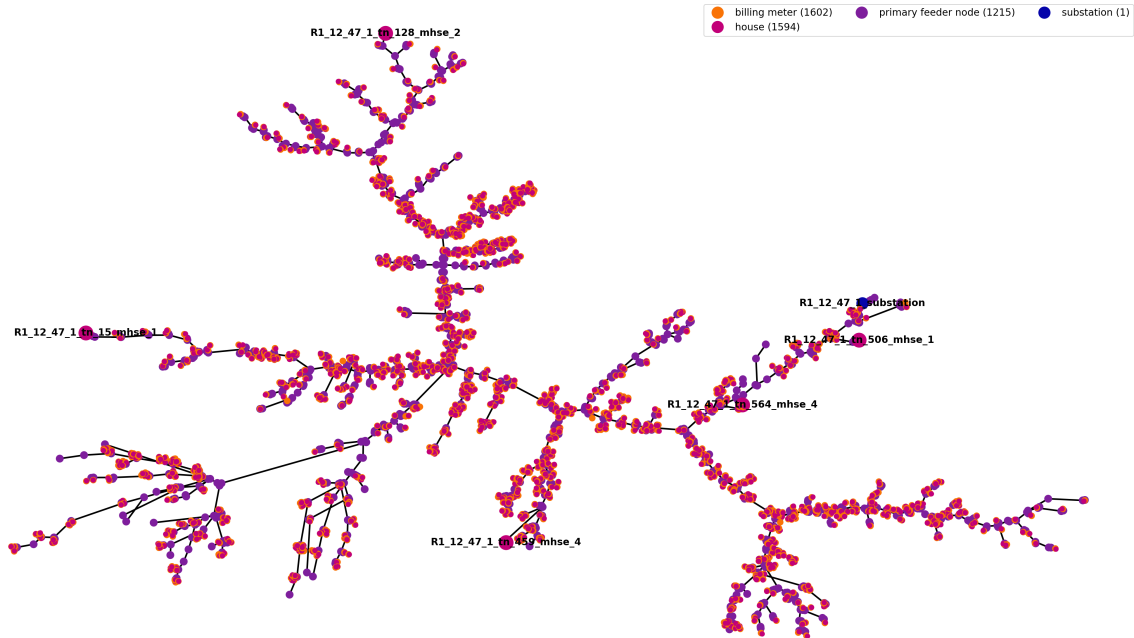 billing meter (1602)
primary feeder node (1215)
substation (1)
house (1594)
R1_12_47_1_tn_128_mhse_2
R1_12_47_1_substation
R1_12_47_1_tn_15_mhse_1
R1_12_47_1_tn_506_mhse_1
R1_12_47_1_tn_564_mhse_4
R1_12_47_1_tn_459_mhse_4